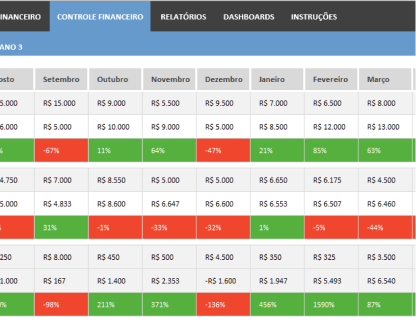 INANCEIRO CONTROLE FINANCEIRO RELATÓRIOS DASHBOARDS INSTRUÇÕES
ANO 3
osto Setembro Outubro Novembro Dezembro Janeiro Fevereiro Março
5.000 R$ 15.000 R$ 9.000 R$ 5.500 R$ 9.500 R$ 7.000 R$ 6.500 R$ 8.000
6.000 R$ 5.000 R$ 10.000 R$ 9.000 R$ 5.000 R$ 8.500 R$ 12.000 R$ 13.000
% -67% 11% 64% -47% 21% 85% 63%
4.750 R$ 7.000 R$ 8.550 R$ 5.000 R$ 5.000 R$ 6.650 R$ 6.175 R$ 4.500
5.000 R$ 4.833 R$ 8.600 R$ 6.647 R$ 6.600 R$ 6.553 R$ 6.507 R$ 6.460
31% -1% -33% -32% 1% -5% -44%
250 R$ 8.000 R$ 450 R$ 500 R$ 4.500 R$ 350 R$ 325 R$ 3.500
1.000 R$ 167 R$ 1.400 R$ 2.353 -R$ 1.600 R$ 1.947 R$ 5.493 R$ 6.540
% -98% 211% 371% -136% 456% 1590% 87%